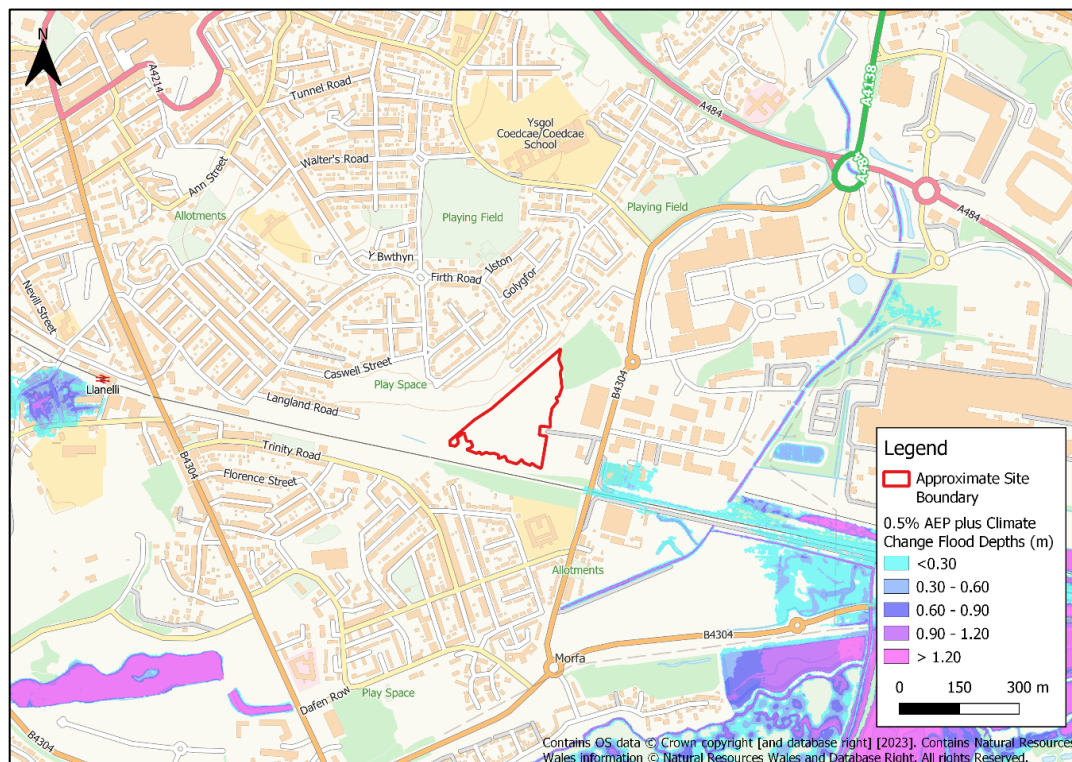 N
A4214
Tunnel Road
Ysgol
Coedcae/Coedcae
School
A484
A3138
A484
Walter's Road
Ann Street
Allotments
Playing Field
Playing Field
A484
Y Bwthyn
Firth Road
Golygfor
Nevill Street
Caswell Street
Play Space
B4304
Llanelli
Langland Road
Trinity Road
B4304
Florence Street
Allotments
B4304
Morfa
Dafen Row
Play Space
B4304
Legend
Approximate Site
Boundary
0.5% AEP plus Climate
Change Flood Depths (m)
<0.30
0.30 - 0.60
0.60 - 0.90
0.90 - 1.20
> 1.20
0 150 300 m
Contains OS data © Crown copyright [and database right] [2023]. Contains Natural Resources
Wales information © Natural Resources Wales and Database Right. All rights Reserved.